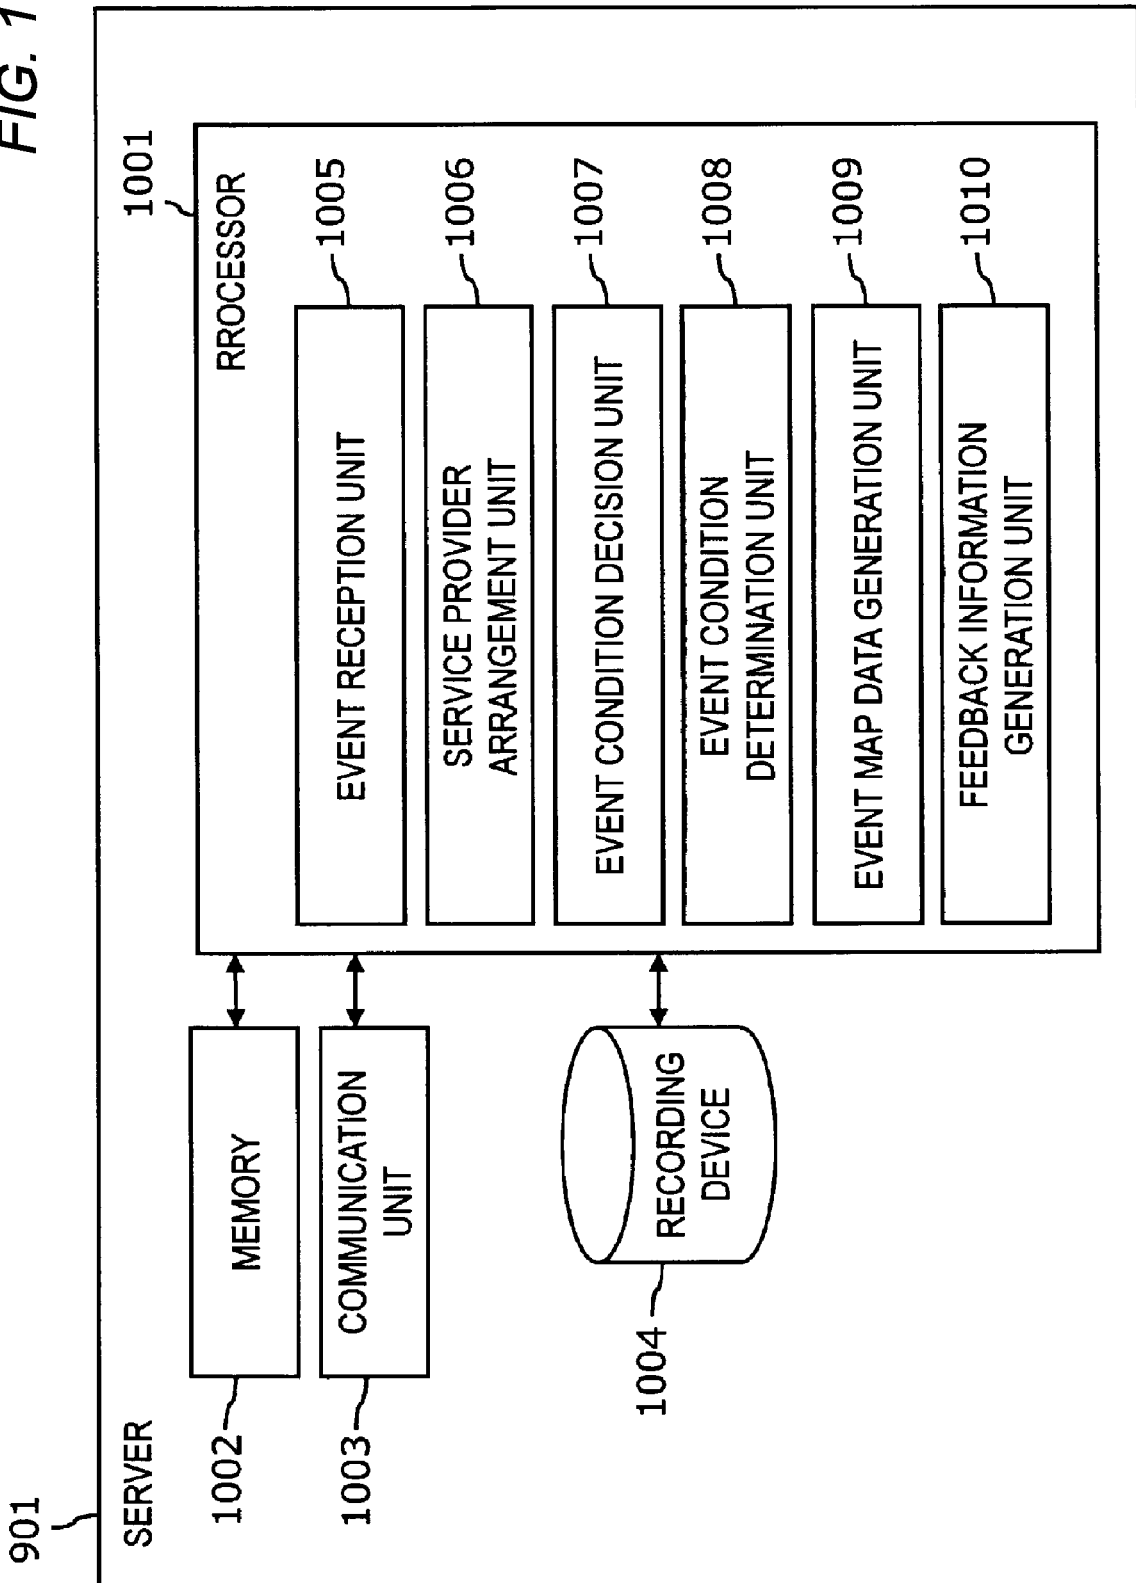 FIG. 1
901
SERVER
1001
RROCESSOR
1002
MEMORY
1003
COMMUNICATION
UNIT
1004
RECORDING
DEVICE
EVENT RECEPTION UNIT
1005
SERVICE PROVIDER
ARRANGEMENT UNIT
1006
EVENT CONDITION DECISION UNIT
1007
EVENT CONDITION
DETERMINATION UNIT
1008
EVENT MAP DATA GENERATION UNIT
1009
FEEDBACK INFORMATION
GENERATION UNIT
1010